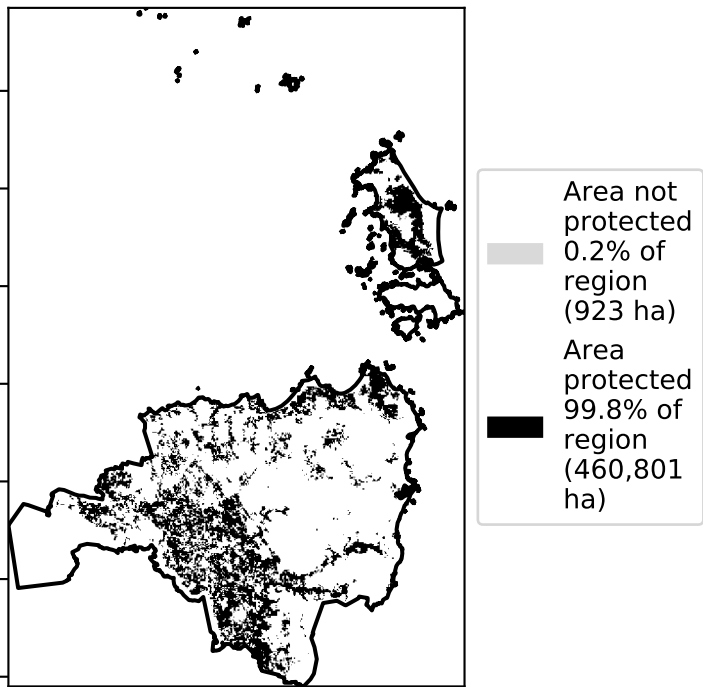 Area not
protected
0.2% of
region
(923 ha)
Area
protected
99.8% of
region
(460,801
ha)